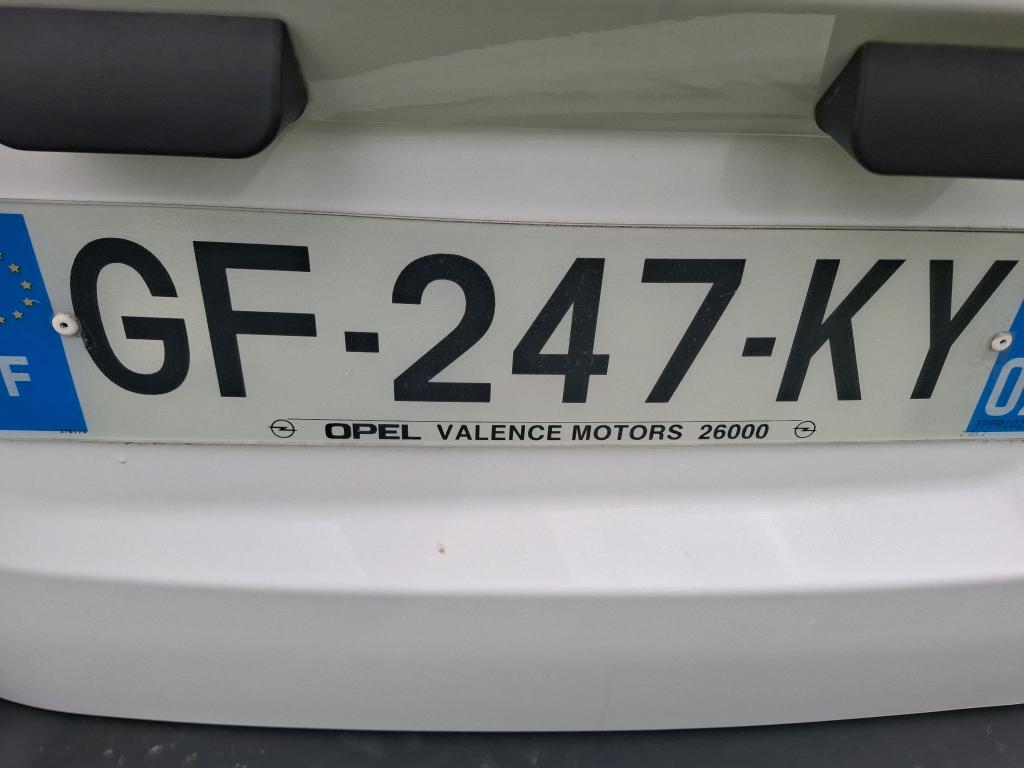 F GF-247-KY
OPEL VALENCE MOTORS 26000